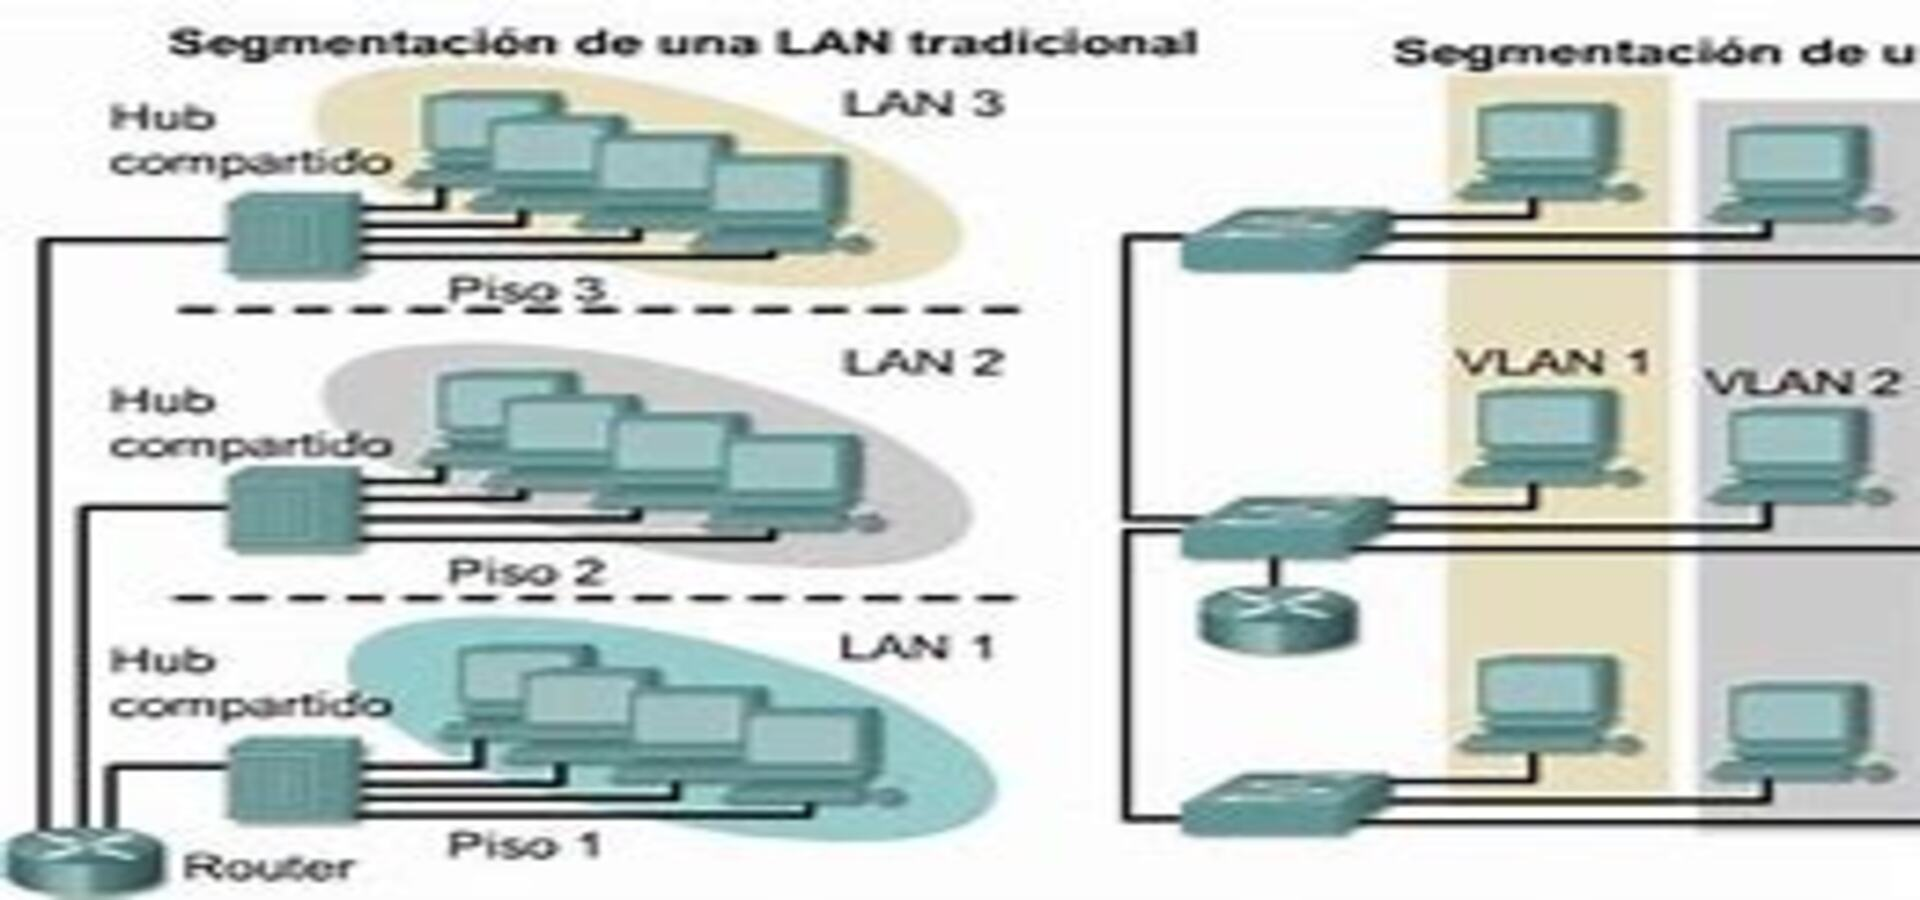 Segmentación de una LAN tradicional
LAN 3
Hub
compartido
Piso 3
LAN 2
Hub
compartido
Piso 2
LAN 1
Hub
compartido
Piso 1
Router
Segmentación de u
VLAN 1
VLAN 2